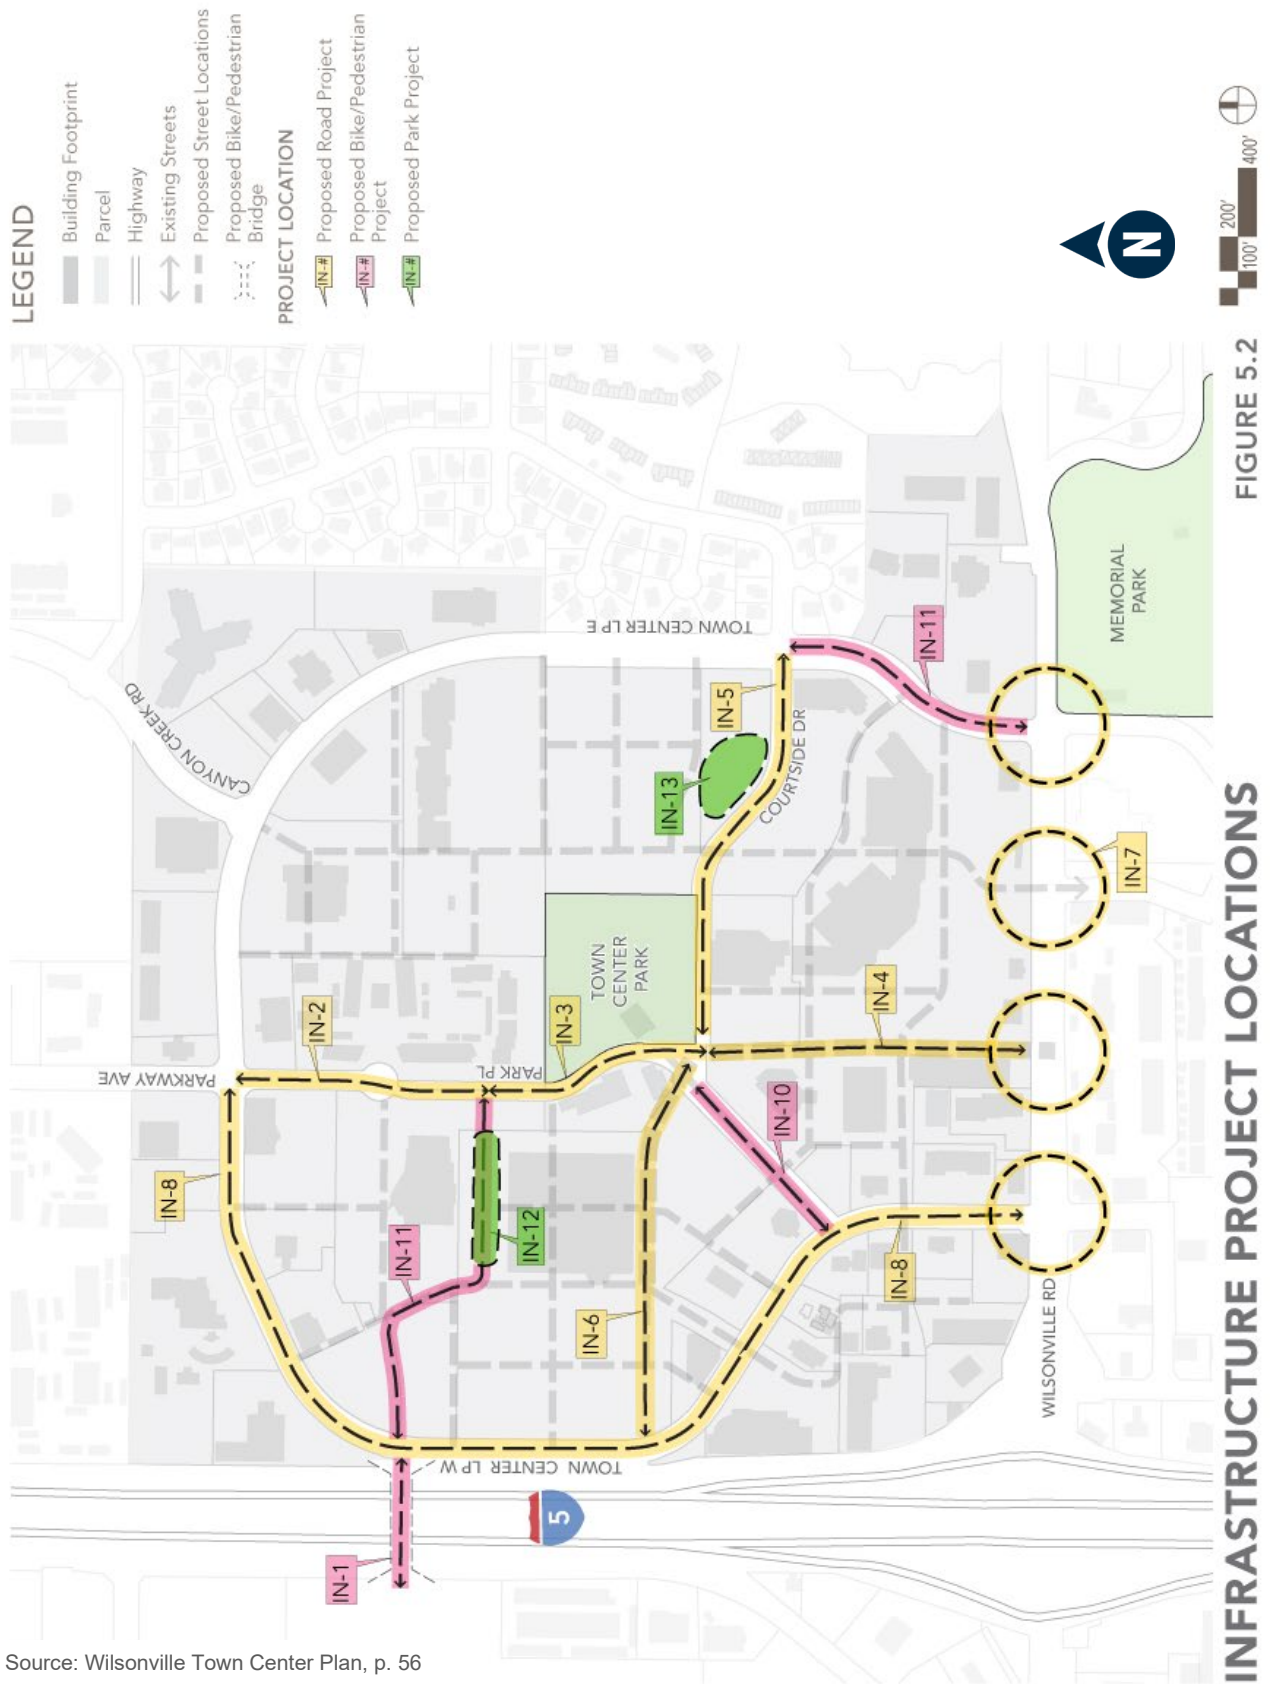 LEGEND
Building Footprint
Parcel
Highway
Existing Streets
Proposed Street Locations
Proposed Bike/Pedestrian
Bridge
PROJECT LOCATION
IN-# Proposed Road Project
IN-# Proposed Bike/Pedestrian
Project
IN-# Proposed Park Project
CANYON CREEK RD
PARKWAY AVE
IN-8
IN-2
IN-11
PARK PL
IN-12
IN-3
TOWN
CENTER
PARK
TOWN CENTER LP E
IN-13
IN-5
COURTSIDE DR
IN-6
IN-10
IN-4
IN-11
IN-8
IN-1
TOWN CENTER LP W
5
WILSONVILLE RD
IN-7
MEMORIAL
PARK
N
100'
200'
400'
INFRASTRUCTURE PROJECT LOCATIONS
FIGURE 5.2
Source: Wilsonville Town Center Plan, p. 56